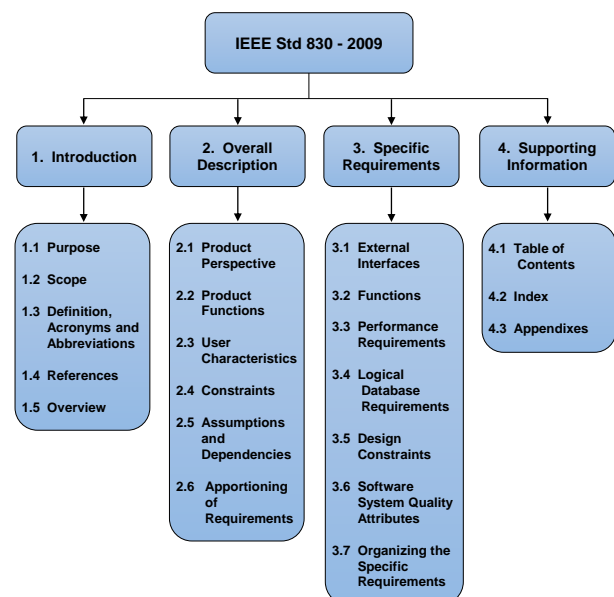 IEEE Std 830 - 2009
1. Introduction
2. Overall
Description
3. Specific
Requirements
4. Supporting
Information
1.1 Purpose
1.2 Scope
1.3 Definition,
Acronyms and
Abbreviations
1.4 References
1.5 Overview
2.1 Product
Perspective
2.2 Product
Functions
2.3 User
Characteristics
2.4 Constraints
2.5 Assumptions
and
Dependencies
2.6 Apportioning
of
Requirements
3.1 External
Interfaces
3.2 Functions
3.3 Performance
Requirements
3.4 Logical
Database
Requirements
3.5 Design
Constraints
3.6 Software
System Quality
Attributes
3.7 Organizing the
Specific
Requirements
4.1 Table of
Contents
4.2 Index
4.3 Appendixes